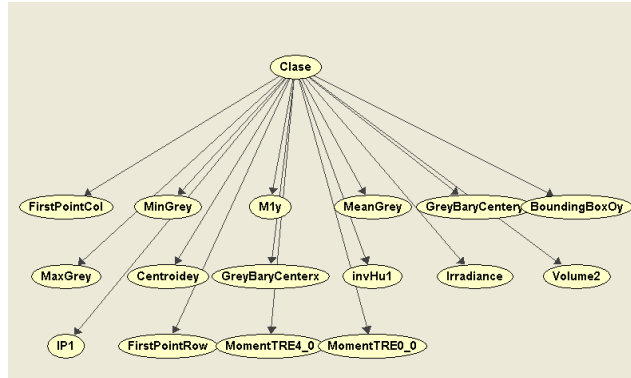 Clase
FirstPointCol MinGrey M1y MeanGrey GreyBaryCentery BoundingBoxOy
MaxGrey Centroidey GreyBaryCenterx invHu1 Irradiance Volume2
IP1 FirstPointRow MomentTRE4_0 MomentTRE0_0